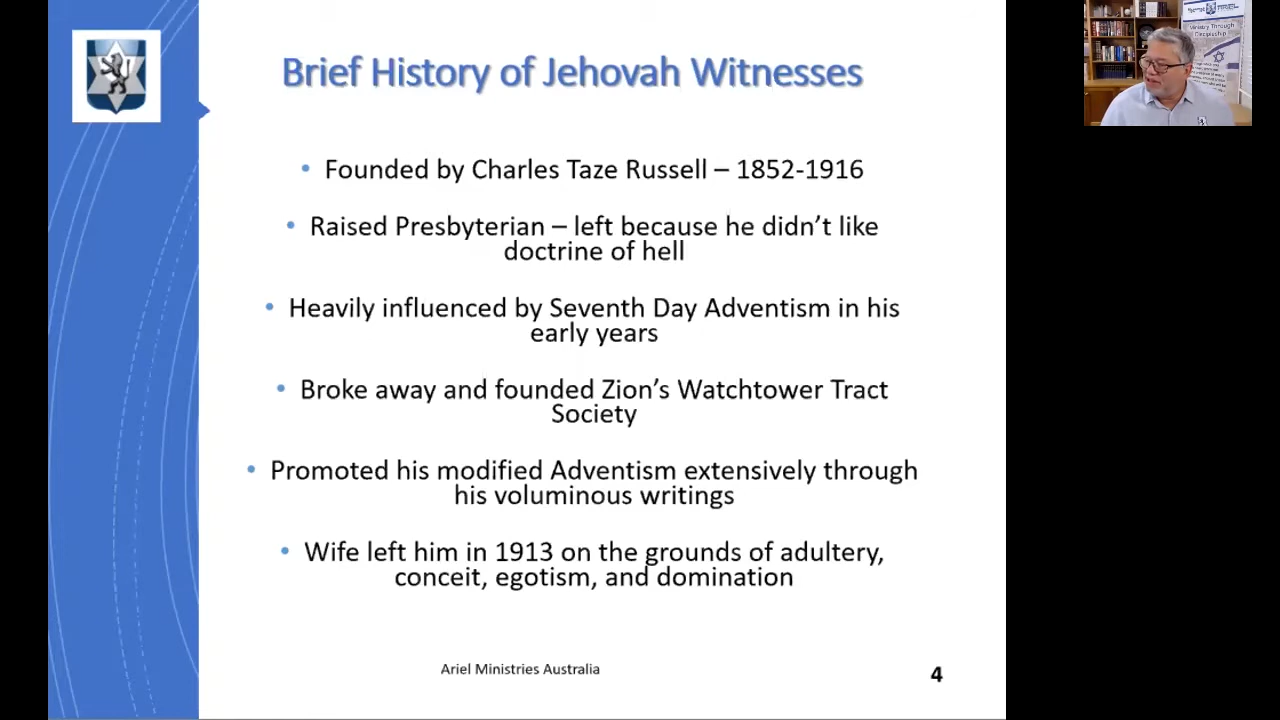 Brief History of Jehovah Witnesses
• Founded by Charles Taze Russell – 1852-1916
• Raised Presbyterian – left because he didn’t like
doctrine of hell
• Heavily influenced by Seventh Day Adventism in his
early years
• Broke away and founded Zion’s Watchtower Tract
Society
• Promoted his modified Adventism extensively through
his voluminous writings
• Wife left him in 1913 on the grounds of adultery,
conceit, egotism, and domination
Ariel Ministries Australia
4
Ministry Through
Discipleship